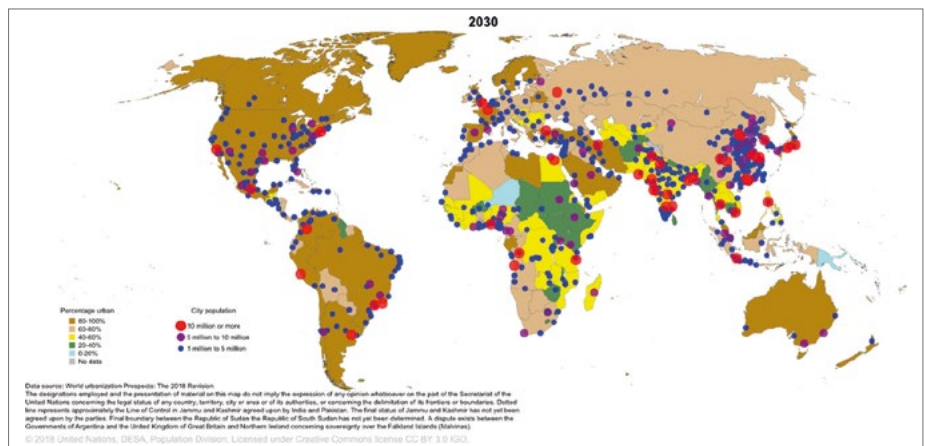 2030
Percentage urban
80-100%
60-80%
40-60%
20-40%
0-20%
No data
City population
10 million or more
5 million to 10 million
1 million to 5 million
Data source: World urbanization Prospects: The 2018 Revision
The designations employed and the presentation of material on this map do not imply the expression of any opinion whatsoever on the part of the Secretariat of the
United Nations concerning the legal status of any country, territory, city or area or of its authorities, or concerning the delimitation of its frontiers or boundaries. Dotted
line represents approximately the Line of Control in Jammu and Kashmir agreed upon by India and Pakistan. The final status of Jammu and Kashmir has not yet been
agreed upon by the parties. Final boundary between the Republic of Sudan the Republic of South Sudan has not yet been determined. A dispute exists between the
Governments of Argentina and the United Kingdom of Great Britain and Northern Ireland concerning sovereignty over the Falkland Islands (Malvinas).
© 2018 United Nations, DESA, Population Division. Licensed under Creative Commons license CC BY 3.0 IGO.